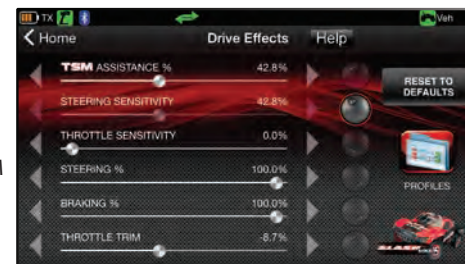 TX Veh
Home Drive Effects Help
TSM ASSISTANCE % 42.8%
RESET TO
DEFAULTS
STEERING SENSITIVITY 42.8%
THROTTLE SENSITIVITY 0.0%
STEERING % 100.0%
PROFILES
BRAKING % 100.0%
THROTTLE TRIM -8.7%
SLASH